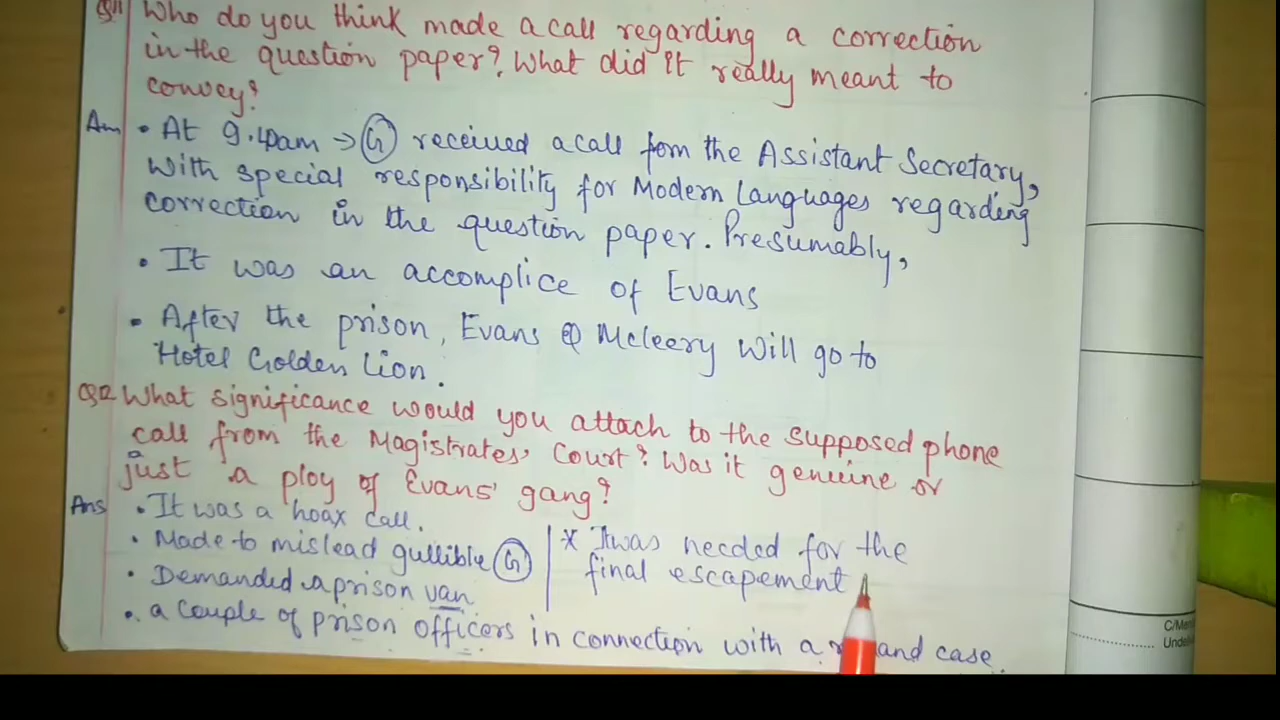 Q1 Who do you think made a call regarding a correction
in the question paper? What did it really meant to
convey?
Ans • At 9.40am → G received a call fom the Assistant Secretary,
With special responsibility for Modern Languages regarding
correction in the question paper. Presumably,
• It was an accomplice of Evans
• After the prison, Evans @ Mcleery will go to
Hotel Golden Lion.
Q2 What significance would you attach to the supposed phone
call from the Magistrates' Court? Was it genuine or
just a ploy of Evans' gang?
Ans • It was a hoax call.
• Made to mislead gullible G
• Demanded a prison van
• a couple of prison officers in connection with a and case.
* It was needed for the
final escapement